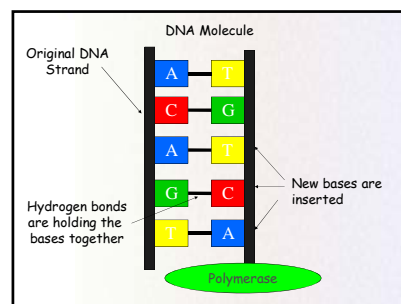 DNA Molecule
Original DNA
Strand
A T
C G
A T
G C
T A
Hydrogen bonds
are holding the
bases together
New bases are
inserted
Polymerase